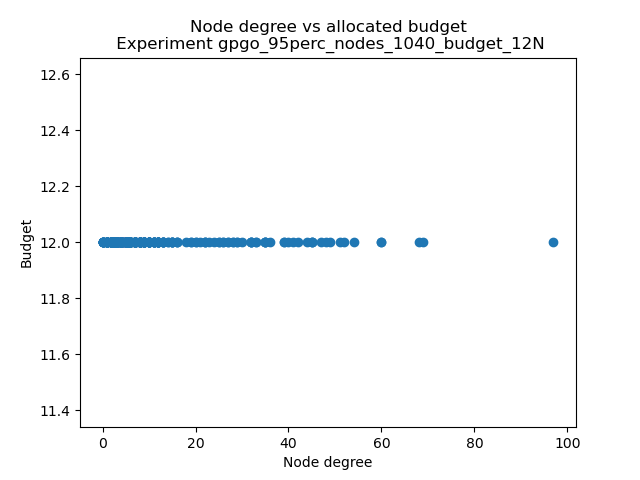 Node degree vs allocated budget
Experiment gpgo_95perc_nodes_1040_budget_12N
12.6
12.4
12.2
12.0
11.8
11.6
11.4
Budget
0 20 40 60 80 100
Node degree